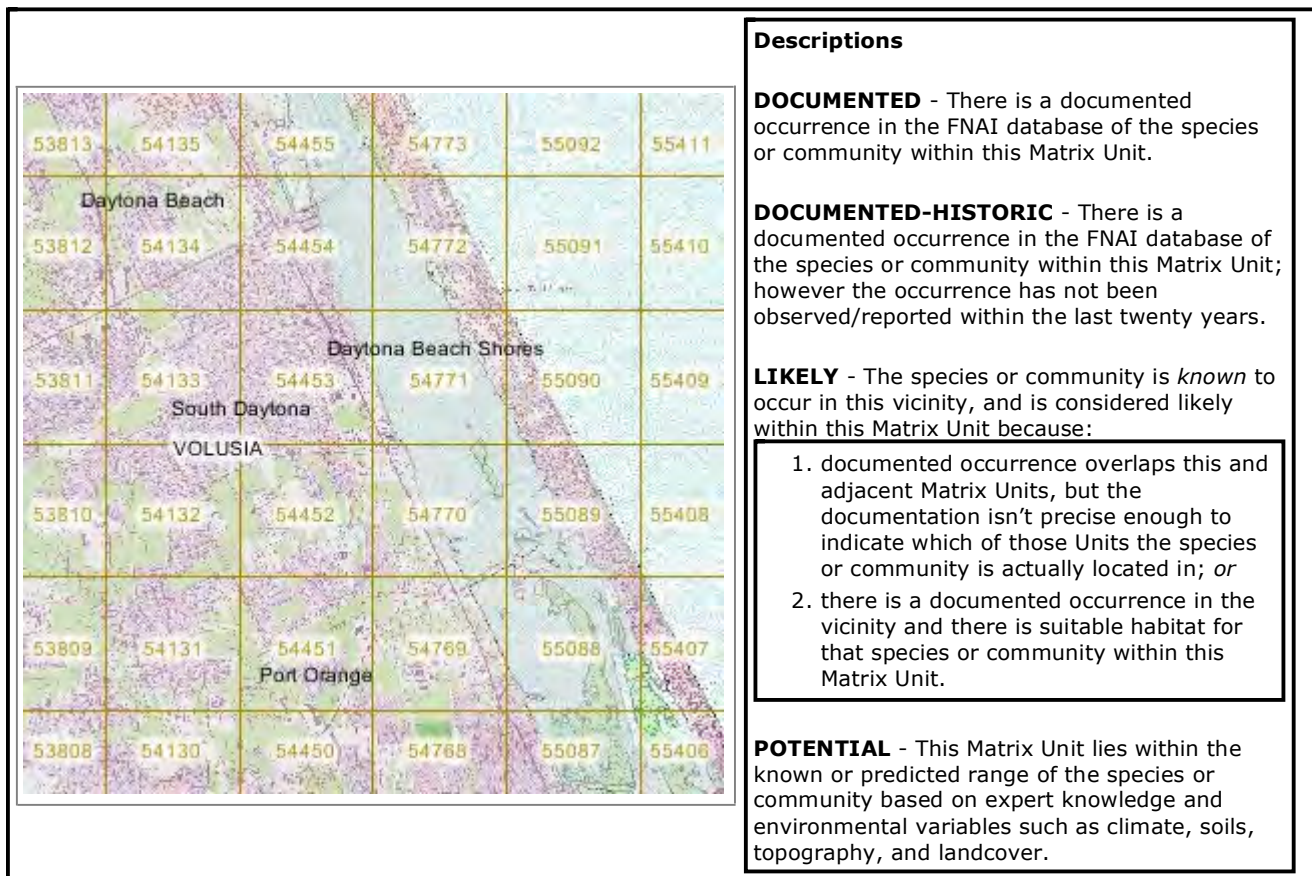 53813 54135 54455 54773 55092 55411
Daytona Beach
53812 54134 54454 54772 55091 55410
Daytona Beach Shores
53811 54133 54453 54771 55090 55409
South Daytona
VOLUSIA
53810 54132 54452 54770 55089 55408
53809 54131 54451 54769 55088 55407
Port Orange
53808 54130 54450 54768 55087 55406
Descriptions
DOCUMENTED - There is a documented
occurrence in the FNAI database of the species
or community within this Matrix Unit.
DOCUMENTED-HISTORIC - There is a
documented occurrence in the FNAI database of
the species or community within this Matrix Unit;
however the occurrence has not been
observed/reported within the last twenty years.
LIKELY - The species or community is known to
occur in this vicinity, and is considered likely
within this Matrix Unit because:
1. documented occurrence overlaps this and
adjacent Matrix Units, but the
documentation isn't precise enough to
indicate which of those Units the species
or community is actually located in; or
2. there is a documented occurrence in the
vicinity and there is suitable habitat for
that species or community within this
Matrix Unit.
POTENTIAL - This Matrix Unit lies within the
known or predicted range of the species or
community based on expert knowledge and
environmental variables such as climate, soils,
topography, and landcover.